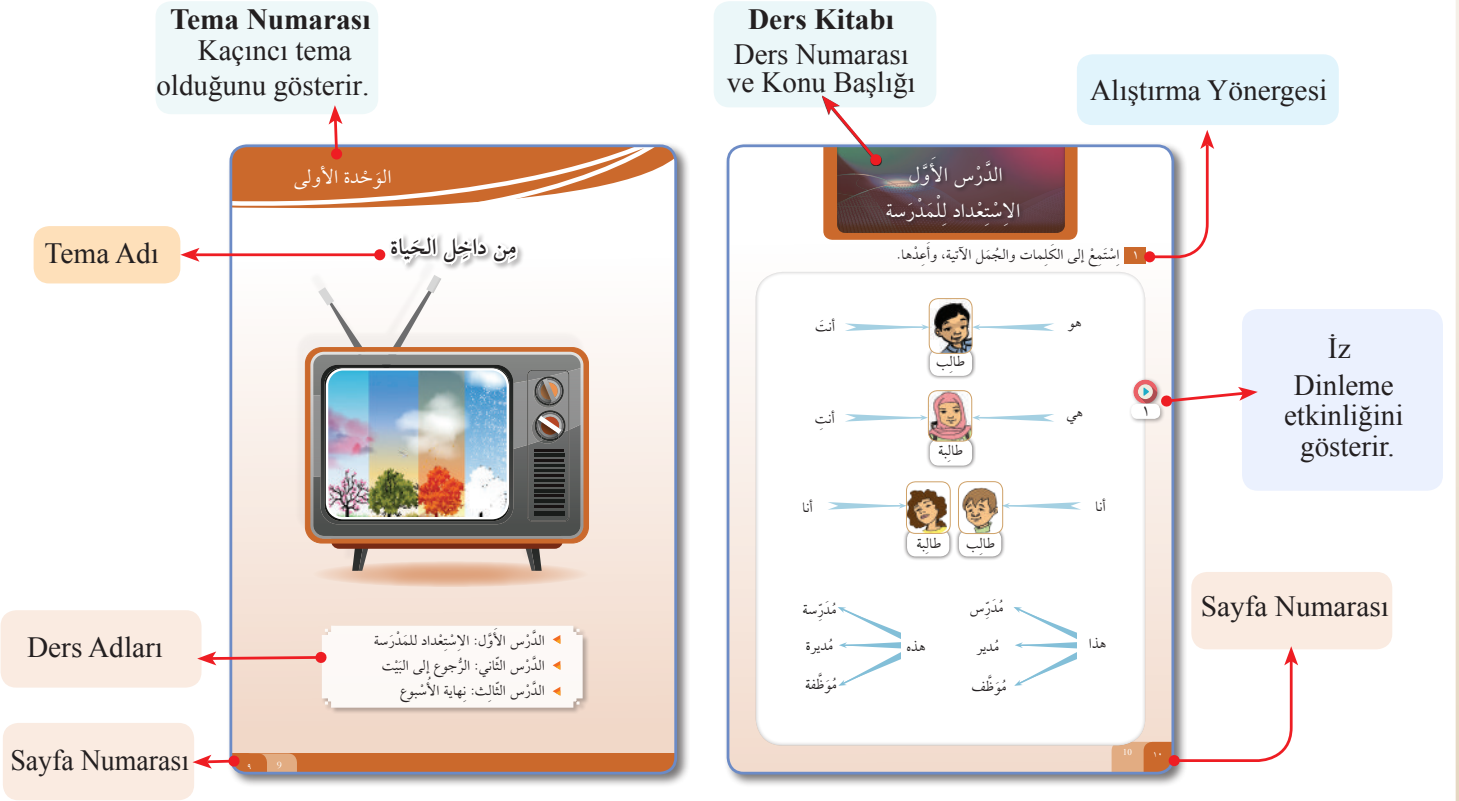 Tema Numarası
Kaçıncı tema
olduğunu gösterir.
Ders Kitabı
Ders Numarası
ve Konu Başlığı
Alıştırma Yönergesi
الوَحْدة الأولى
مِن داخِل الحَياة
Tema Adı
الدَّرْس الأَوَّل: الاِسْتِعْداد للمَدْرَسة
الدَّرْس الثّاني: الرُّجوع إلى البَيْت
الدَّرْس الثّالِث: نِهاية الأُسْبوع
Ders Adları
Sayfa Numarası
٩ 9
الدَّرْس الأَوَّل
الاِسْتِعْداد لِلْمَدْرَسة
١ اِسْتَمِعْ إلى الكَلِمات والجُمَل الآتية، وأَعِدْها.
هو أنتَ
طالِب
هي أنتِ
طالِبة
أنا أنا
طالِب طالِبة
هذا
مُدَرِّس
مُدير
مُوَظَّف
هذه
مُدَرِّسة
مُديرة
مُوَظَّفة
١
İz
Dinleme
etkinliğini
gösterir.
Sayfa Numarası
10 ١٠